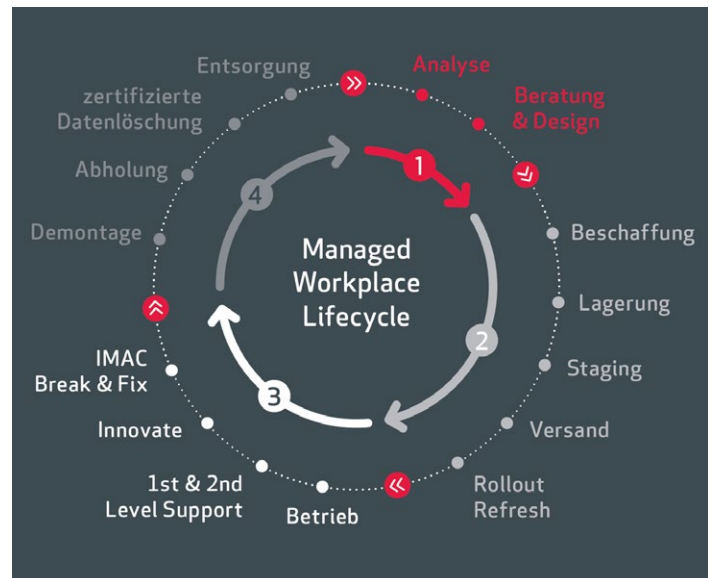 Entsorgung
Analyse
zertifizierte
Datenlöschung
Beratung
& Design
1
Abholung
4
Demontage
Managed
Workplace
Lifecycle
Beschaffung
Lagerung
2
IMAC
Break & Fix
Staging
3
Innovate
Versand
1st & 2nd
Level Support
Betrieb
Rollout
Refresh